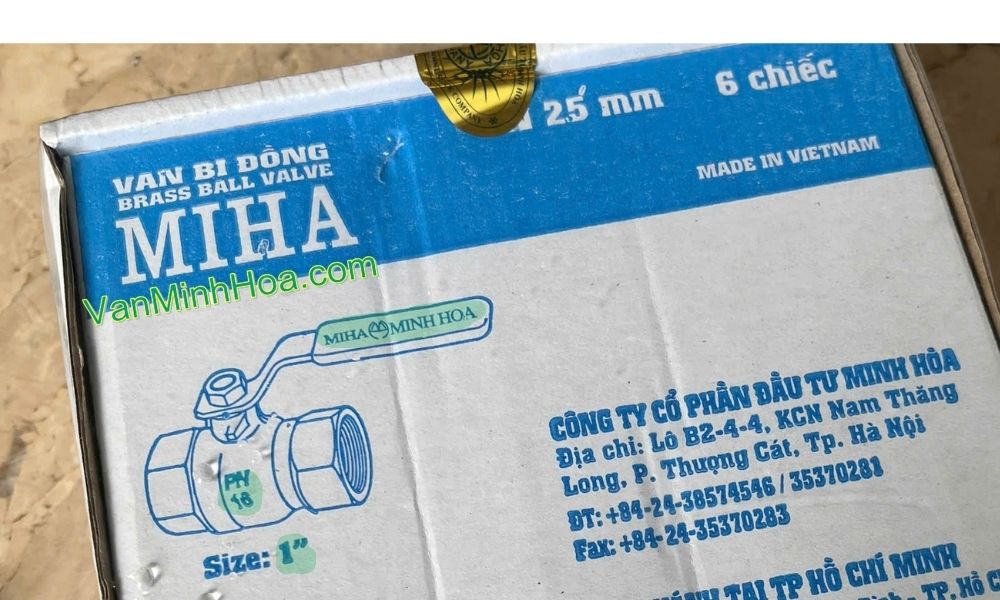 25 mm 6 chiếc
VAN BI ĐỒNG
BRASS BALL VALVE
MADE IN VIETNAM
MIHA
VanMinhHoa.com
MIHA MINH HOA
PN
16
Size: 1"
CÔNG TY CỔ PHẦN ĐẦU TƯ MINH HÒA
Địa chỉ: Lô B2-4-4, KCN Nam Thăng
Long, P. Thượng Cát, Tp. Hà Nội
ĐT: +84-24-38574546 / 35370281
Fax: +84-24-35370283
TẠI TP HỒ CHÍ MINH